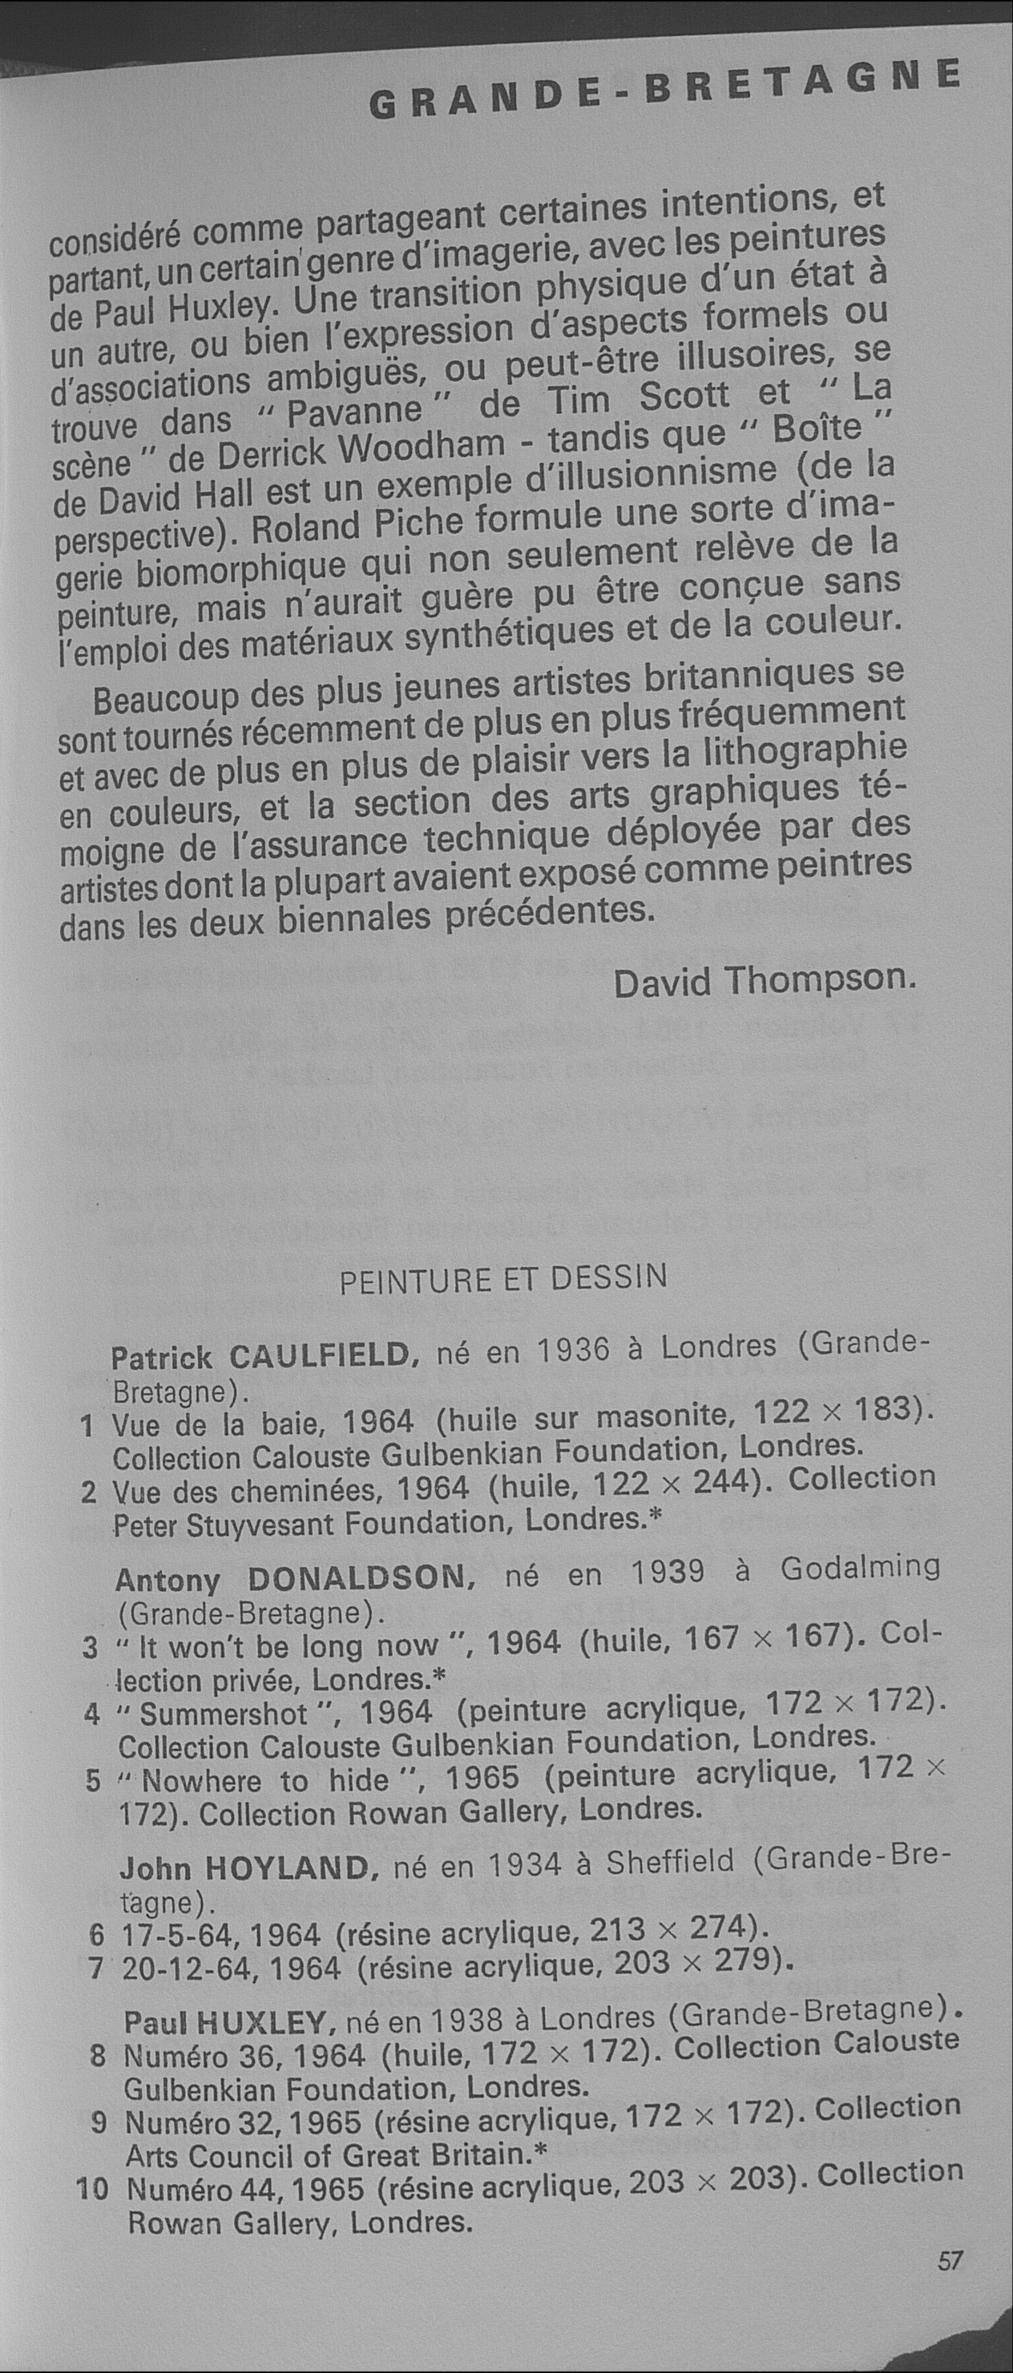 GRANDE-BRETAGNE
considéré comme partageant certaines intentions, et
partant, un certain genre d'imagerie, avec les peintures
de Paul Huxley. Une transition physique d'un état à
un autre, ou bien l'expression d'aspects formels ou
d'associations ambiguës, ou peut-être illusoires, se
trouve dans " Pavanne " de Tim Scott et " La
scène " de Derrick Woodham - tandis que " Boîte "
de David Hall est un exemple d'illusionnisme (de la
perspective). Roland Piche formule une sorte d'ima-
gerie biomorphique qui non seulement relève de la
peinture, mais n'aurait guère pu être conçue sans
l'emploi des matériaux synthétiques et de la couleur.
Beaucoup des plus jeunes artistes britanniques se
sont tournés récemment de plus en plus fréquemment
et avec de plus en plus de plaisir vers la lithographie
en couleurs, et la section des arts graphiques té-
moigne de l'assurance technique déployée par des
artistes dont la plupart avaient exposé comme peintres
dans les deux biennales précédentes.
David Thompson.
PEINTURE ET DESSIN
Patrick CAULFIELD, né en 1936 à Londres (Grande-
Bretagne).
1 Vue de la baie, 1964 (huile sur masonite, 122 × 183).
Collection Calouste Gulbenkian Foundation, Londres.
2 Vue des cheminées, 1964 (huile, 122 × 244). Collection
Peter Stuyvesant Foundation, Londres.*
Antony DONALDSON, né en 1939 à Godalming
(Grande-Bretagne).
3 " It won't be long now ", 1964 (huile, 167 × 167). Col-
lection privée, Londres.*
4 " Summershot ", 1964 (peinture acrylique, 172 × 172).
Collection Calouste Gulbenkian Foundation, Londres.
5 " Nowhere to hide ", 1965 (peinture acrylique, 172 ×
172). Collection Rowan Gallery, Londres.
John HOYLAND, né en 1934 à Sheffield (Grande-Bre-
tagne).
6 17-5-64, 1964 (résine acrylique, 213 × 274).
7 20-12-64, 1964 (résine acrylique, 203 × 279).
Paul HUXLEY, né en 1938 à Londres (Grande-Bretagne).
8 Numéro 36, 1964 (huile, 172 × 172). Collection Calouste
Gulbenkian Foundation, Londres.
9 Numéro 32, 1965 (résine acrylique, 172 × 172). Collection
Arts Council of Great Britain.*
10 Numéro 44, 1965 (résine acrylique, 203 × 203). Collection
Rowan Gallery, Londres.
57